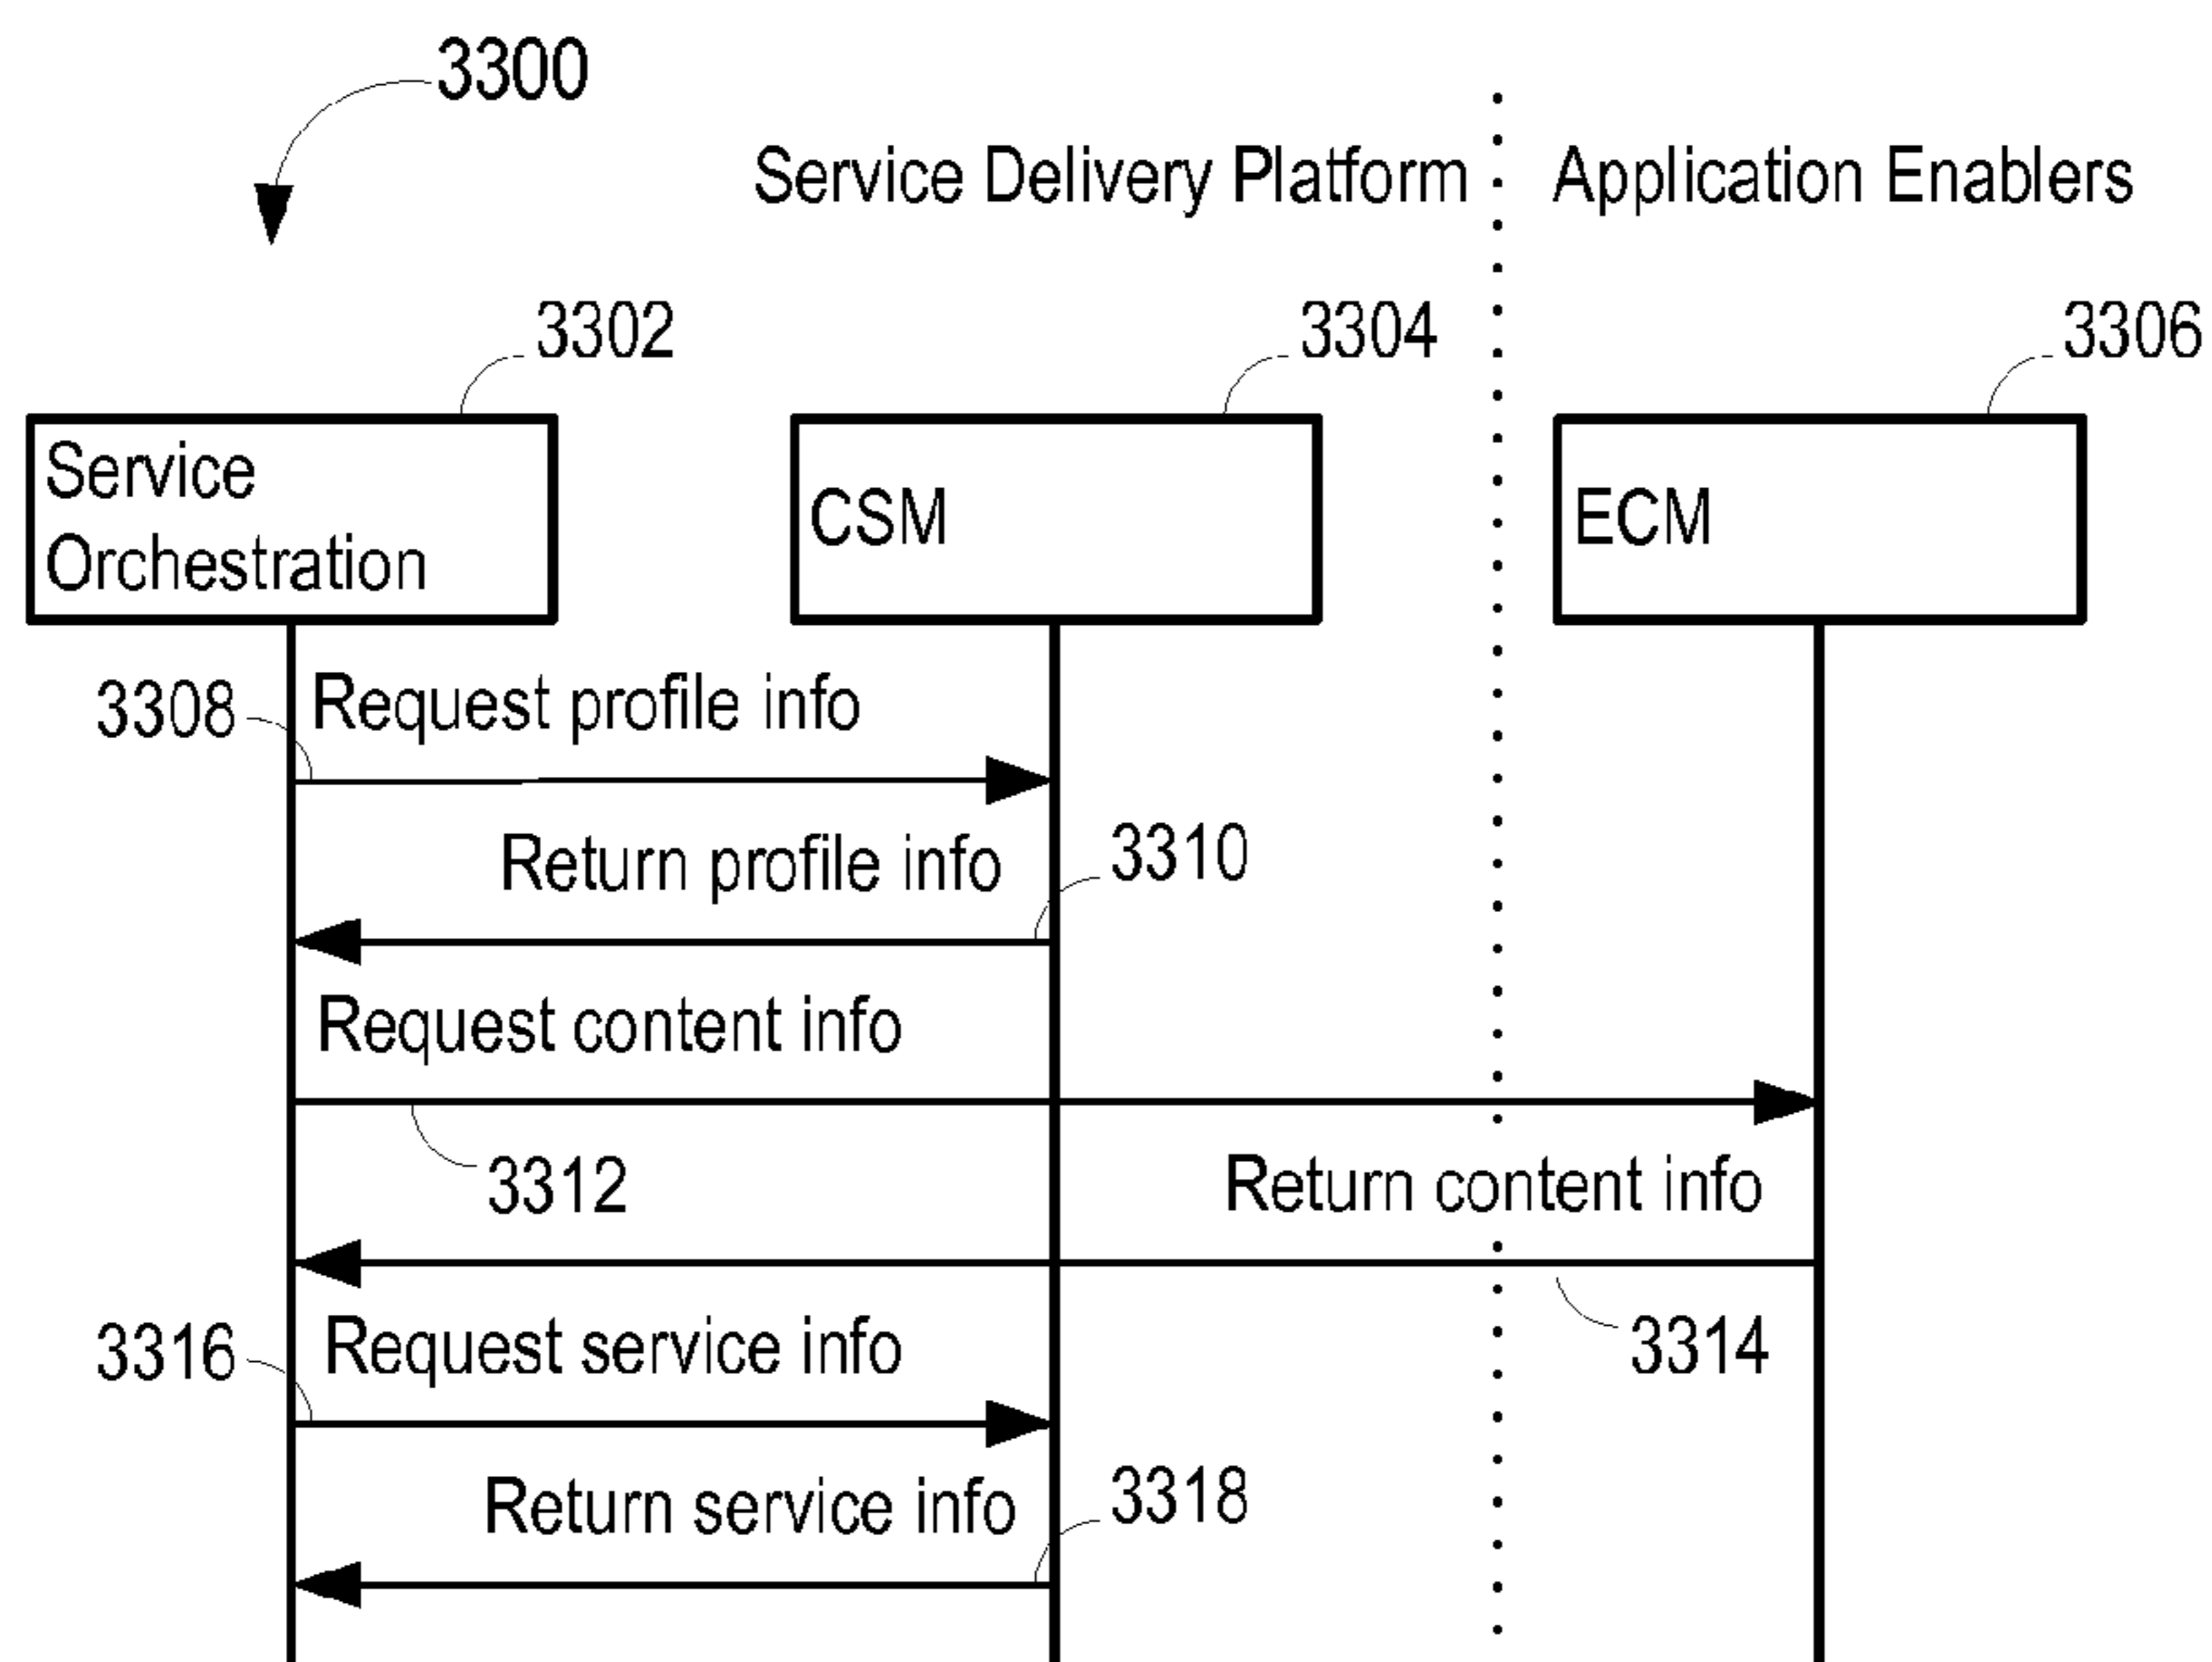 3300
Service Delivery Platform
Application Enablers
3302
3304
3306
Service
Orchestration
CSM
ECM
3308
Request profile info
Return profile info
3310
Request content info
3312
Return content info
3314
3316
Request service info
Return service info
3318